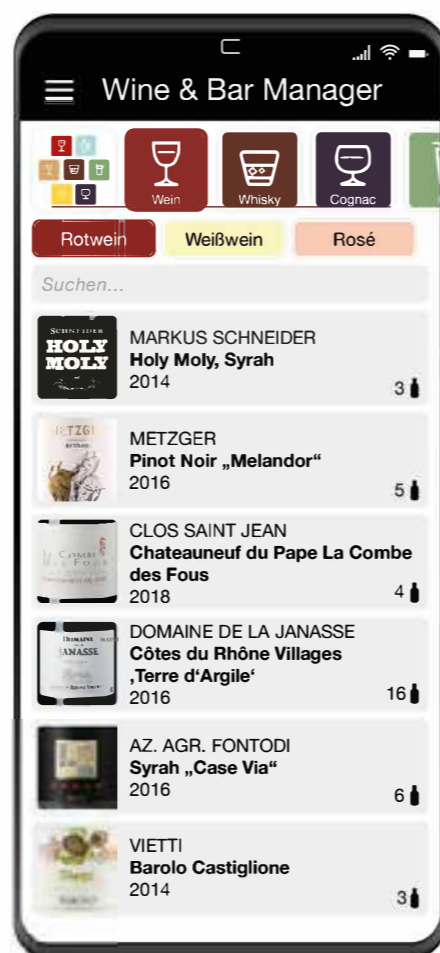 Wine & Bar Manager
Wein
Whisky
Cognac
Rotwein
Weißwein
Rosé
Suchen...
SCHNEIDER
HOLY
MOLY
MARKUS SCHNEIDER
Holy Moly, Syrah
2014
3
METZGER
Pinot Noir „Melandor“
2016
5
CLOS SAINT JEAN
Chateauneuf du Pape La Combe
des Fous
2018
4
DOMAINE
JANASSE
DOMAINE DE LA JANASSE
Côtes du Rhône Villages
‚Terre d‘Argile‘
2016
16
AZ. AGR. FONTODI
Syrah „Case Via“
2016
6
VIETTI
Barolo Castiglione
2014
3